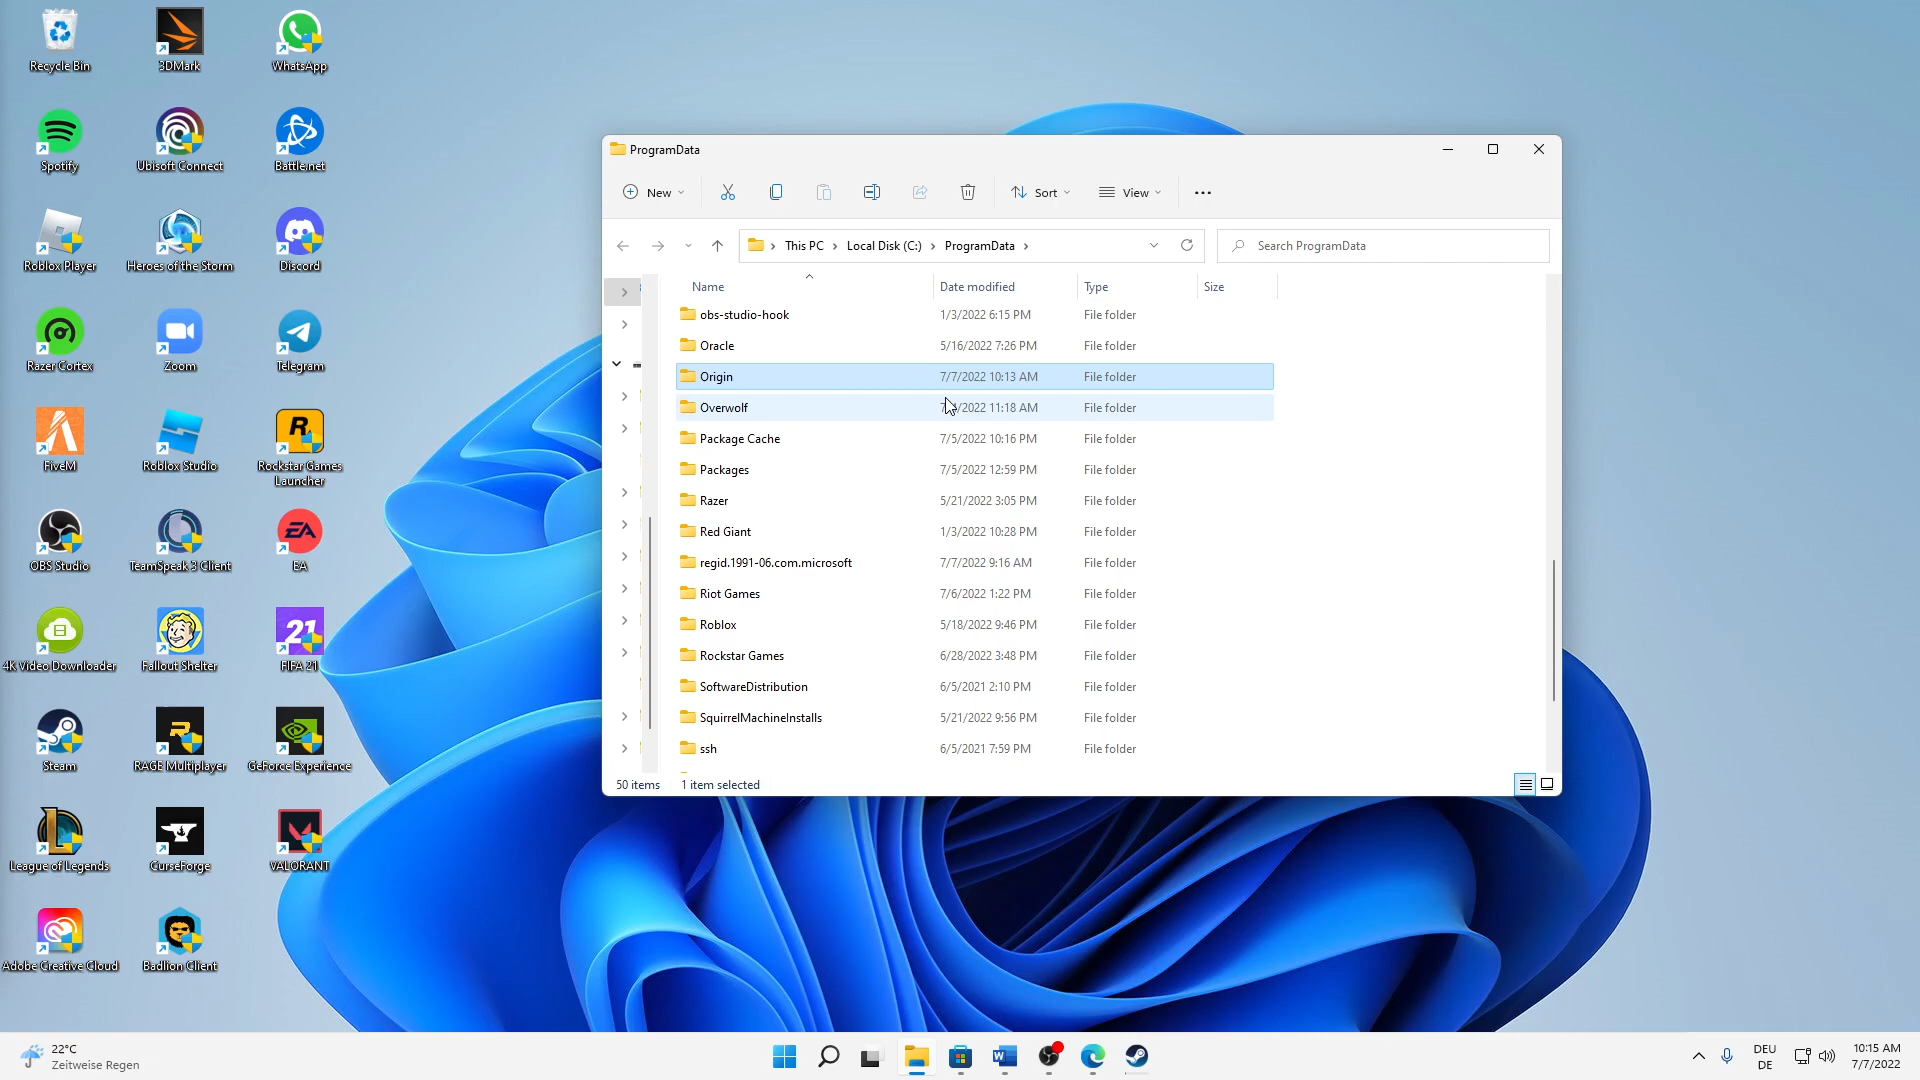 Recycle Bin
3DMark
WhatsApp
Spotify
Ubisoft Connect
Battle.net
Roblox Player
Heroes of the Storm
Discord
Razer Cortex
Zoom
Telegram
FiveM
Roblox Studio
Rockstar Games
Launcher
OBS Studio
TeamSpeak 3 Client
EA
EA
4K Video Downloader
Fallout Shelter
21
FIFA 21
Steam
RAGE Multiplayer
GeForce Experience
League of Legends
CurseForge
VALORANT
Adobe Creative Cloud
Badlion Client
ProgramData
New
Sort
View
This PC
Local Disk (C:)
ProgramData
Search ProgramData
Name Date modified Type Size
obs-studio-hook 1/3/2022 6:15 PM File folder
Oracle 5/16/2022 7:26 PM File folder
Origin 7/7/2022 10:13 AM File folder
Overwolf /2022 11:18 AM File folder
Package Cache 7/5/2022 10:16 PM File folder
Packages 7/5/2022 12:59 PM File folder
Razer 5/21/2022 3:05 PM File folder
Red Giant 1/3/2022 10:28 PM File folder
regid.1991-06.com.microsoft 7/7/2022 9:16 AM File folder
Riot Games 7/6/2022 1:22 PM File folder
Roblox 5/18/2022 9:46 PM File folder
Rockstar Games 6/28/2022 3:48 PM File folder
SoftwareDistribution 6/5/2021 2:10 PM File folder
SquirrelMachineInstalls 5/21/2022 9:56 PM File folder
ssh 6/5/2021 7:59 PM File folder
50 items 1 item selected
22°C
Zeitweise Regen
DEU
DE
10:15 AM
7/7/2022